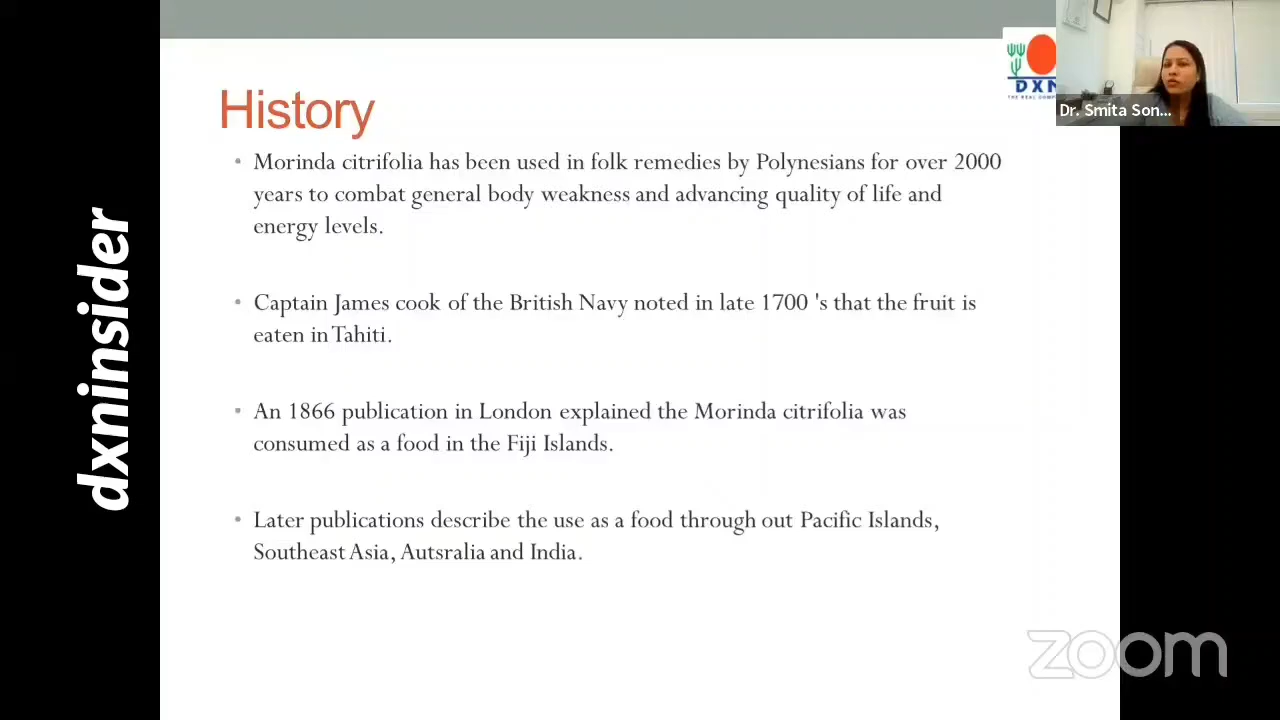 History
• Morinda citrifolia has been used in folk remedies by Polynesians for over 2000
years to combat general body weakness and advancing quality of life and
energy levels.
• Captain James cook of the British Navy noted in late 1700 's that the fruit is
eaten in Tahiti.
• An 1866 publication in London explained the Morinda citrifolia was
consumed as a food in the Fiji Islands.
• Later publications describe the use as a food through out Pacific Islands,
Southeast Asia, Autsralia and India.
DXN
THE REAL
Dr. Smita Son...
dxninsider
zoom